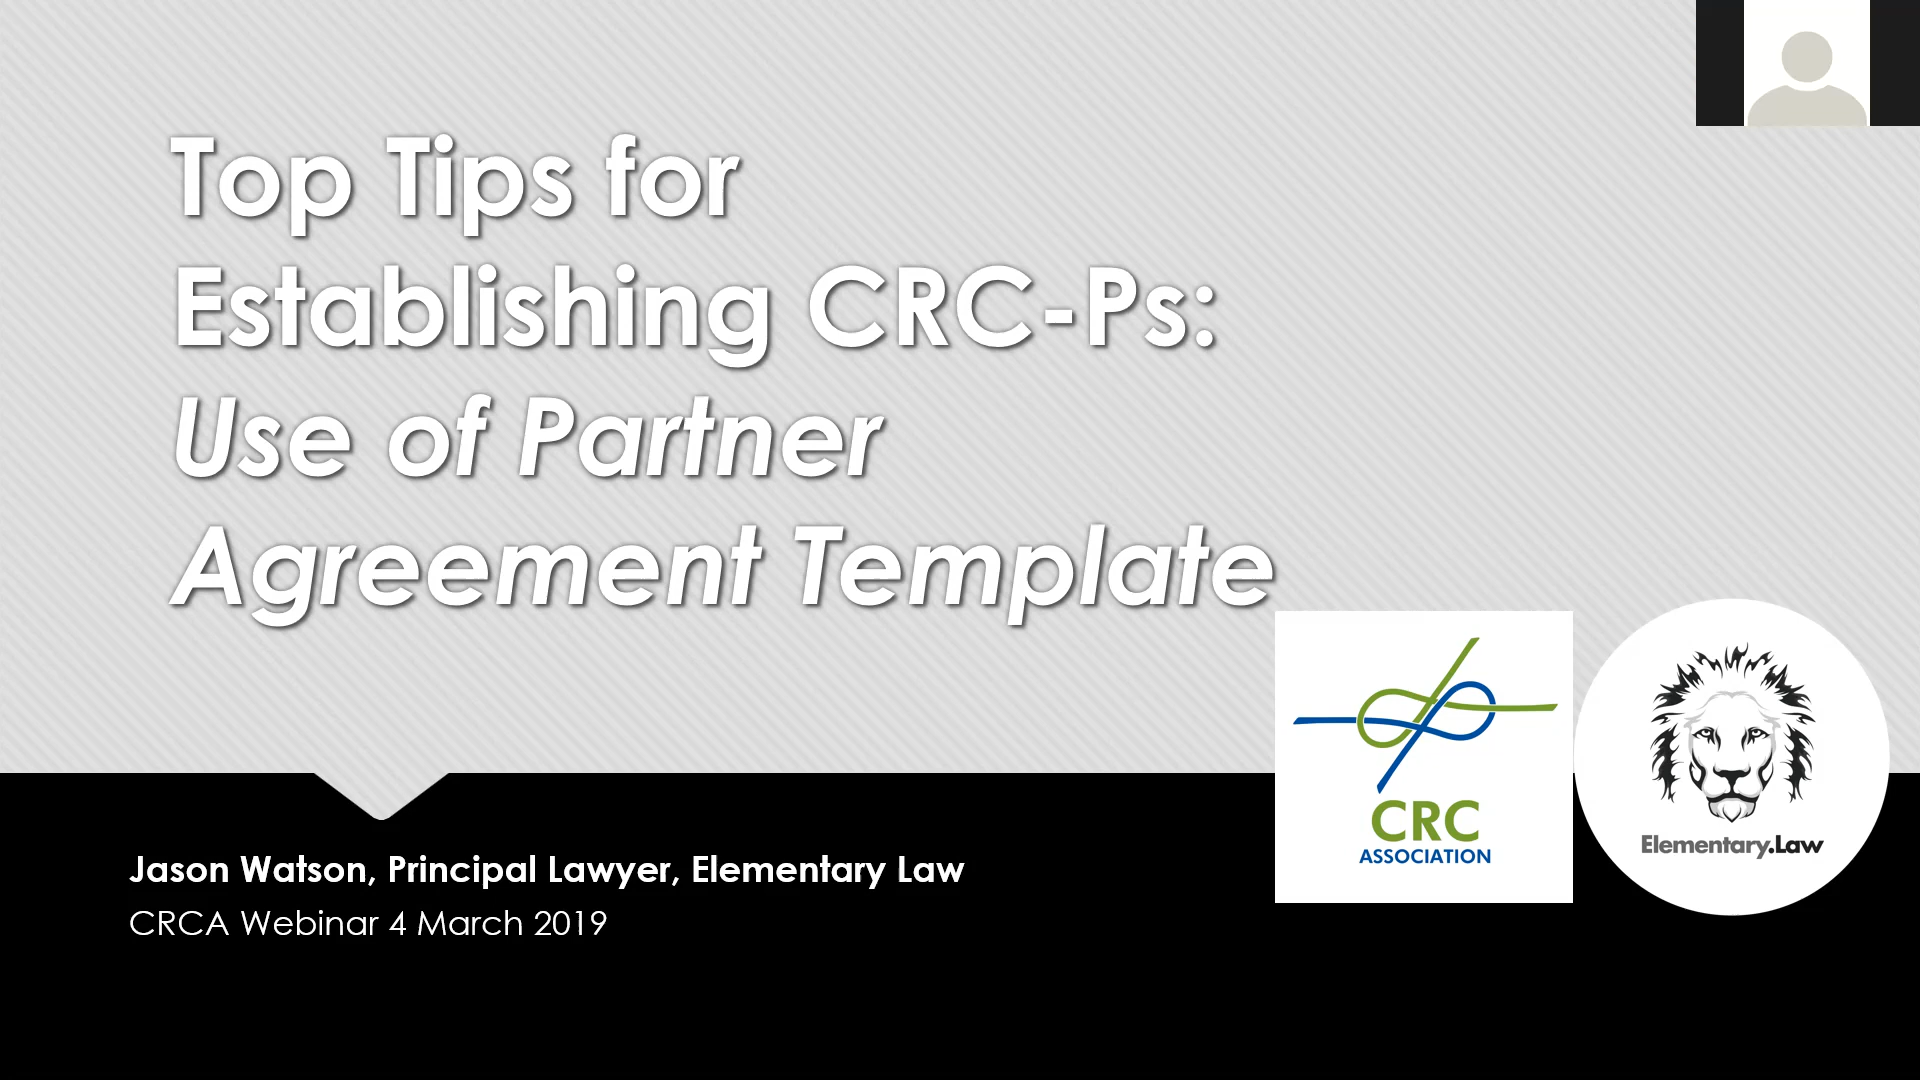 Top Tips for
Establishing CRC-Ps:
Use of Partner
Agreement Template
CRC
ASSOCIATION
Elementary.Law
Jason Watson, Principal Lawyer, Elementary Law
CRCA Webinar 4 March 2019